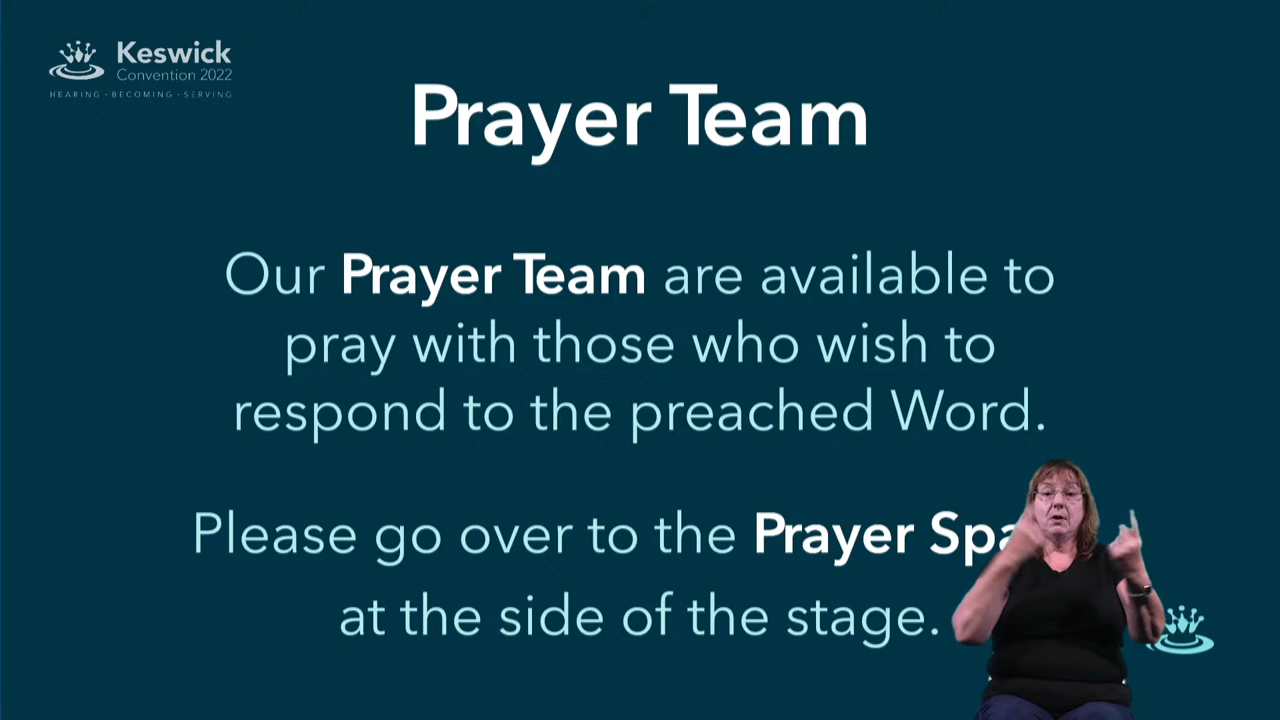 Keswick
Convention 2022
HEARING · BECOMING · SERVING
Prayer Team
Our Prayer Team are available to
pray with those who wish to
respond to the preached Word.
Please go over to the Prayer
at the side of the stage.